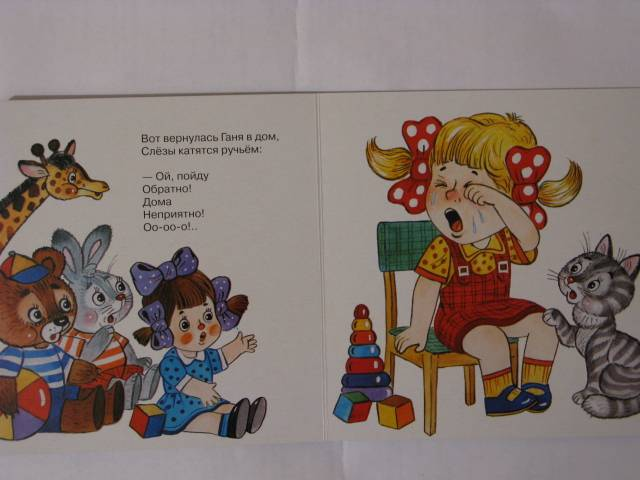 Вот вернулась Ганя в дом,
Слёзы катятся ручьём:
— Ой, пойду
Обратно!
Дома
Неприятно!
Оо-оо-о!..